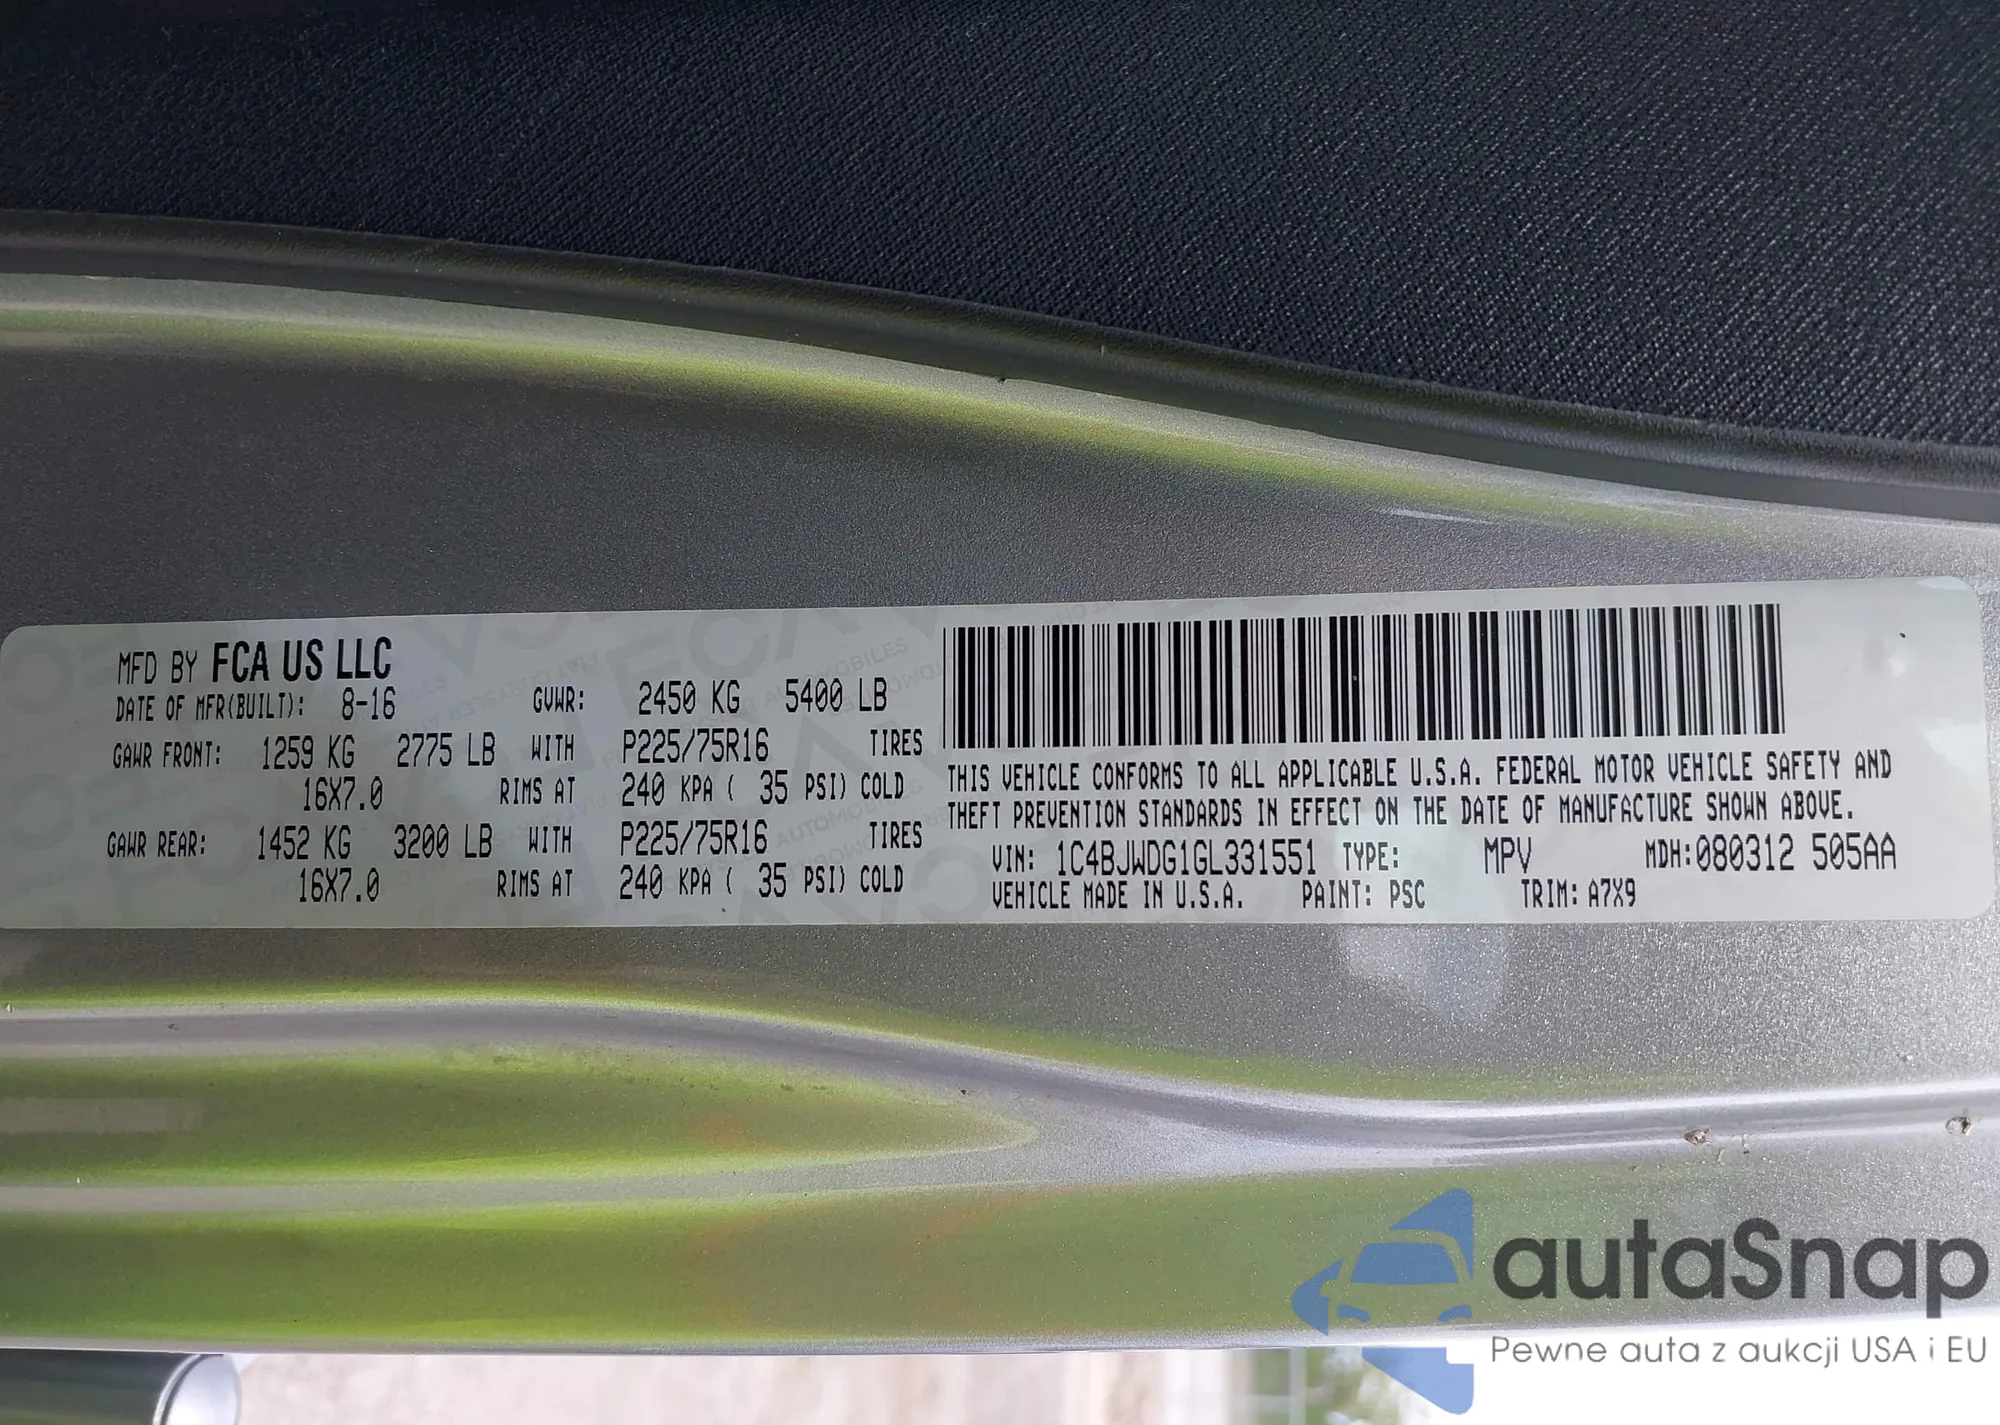 MFD BY FCA US LLC
DATE OF MFR(BUILT): 8-16 GVWR: 2450 KG 5400 LB
GAWR FRONT: 1259 KG 2775 LB WITH P225/75R16 TIRES
16X7.0 RIMS AT 240 KPA ( 35 PSI) COLD
GAWR REAR: 1452 KG 3200 LB WITH P225/75R16 TIRES
16X7.0 RIMS AT 240 KPA ( 35 PSI) COLD
THIS VEHICLE CONFORMS TO ALL APPLICABLE U.S.A. FEDERAL MOTOR VEHICLE SAFETY AND
THEFT PREVENTION STANDARDS IN EFFECT ON THE DATE OF MANUFACTURE SHOWN ABOVE.
VIN: 1C4BJWDG1GL331551 TYPE: MPV MDH:080312 505AA
VEHICLE MADE IN U.S.A. PAINT: PSC TRIM: A7X9
autaSnap
Pewne auta z aukcji USA i EU